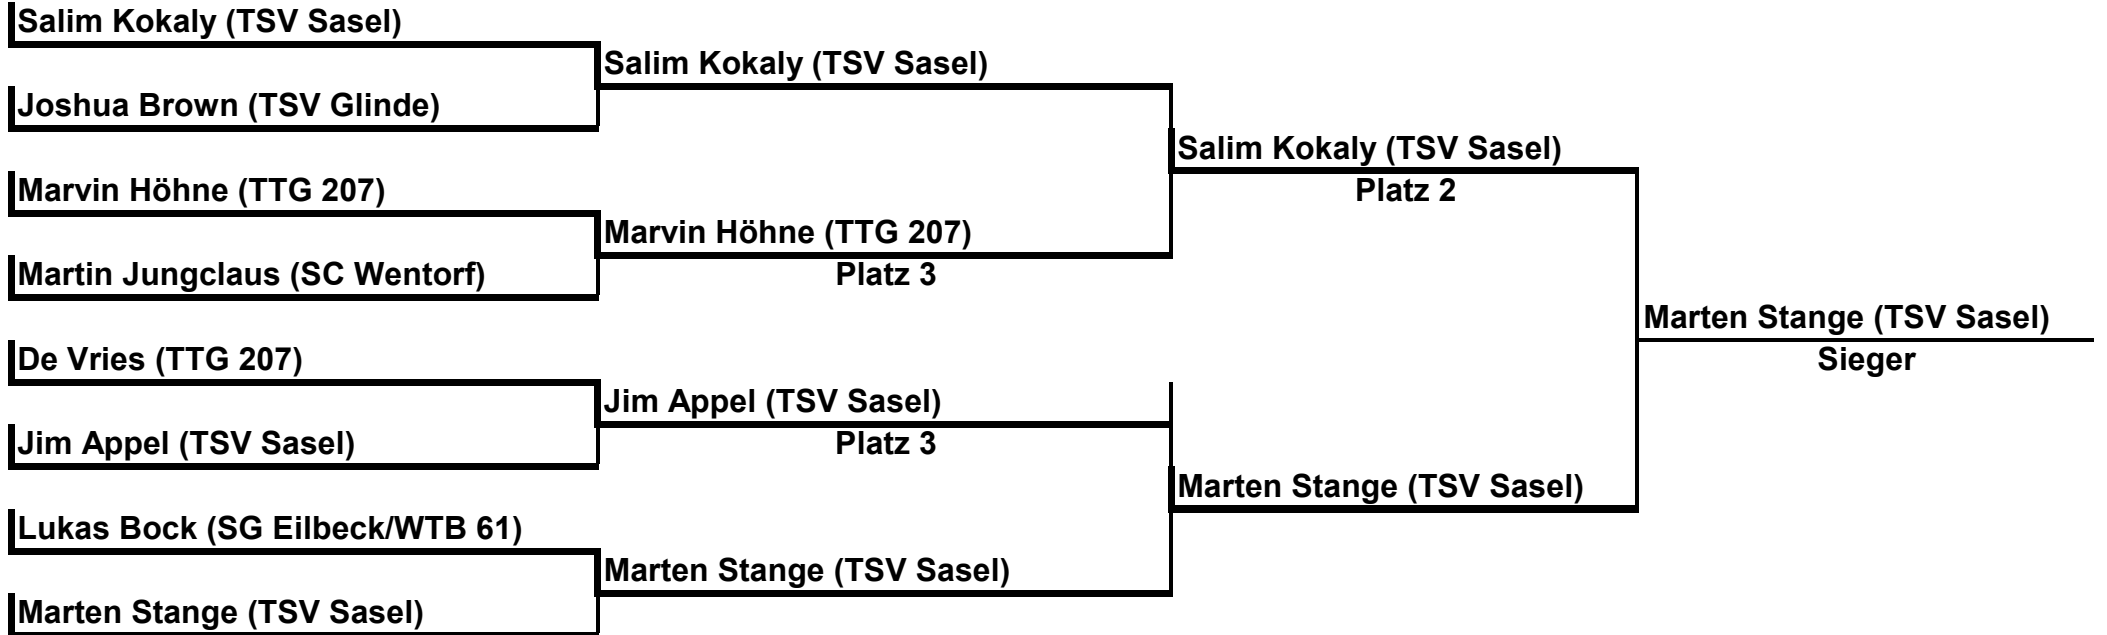 Salim Kokaly (TSV Sasel)
Salim Kokaly (TSV Sasel)
Joshua Brown (TSV Glinde)
Salim Kokaly (TSV Sasel)
Marvin Höhne (TTG 207)
Platz 2
Marvin Höhne (TTG 207)
Martin Jungclaus (SC Wentorf)
Platz 3
Marten Stange (TSV Sasel)
De Vries (TTG 207)
Sieger
Jim Appel (TSV Sasel)
Jim Appel (TSV Sasel)
Platz 3
Marten Stange (TSV Sasel)
Lukas Bock (SG Eilbeck/WTB 61)
Marten Stange (TSV Sasel)
Marten Stange (TSV Sasel)